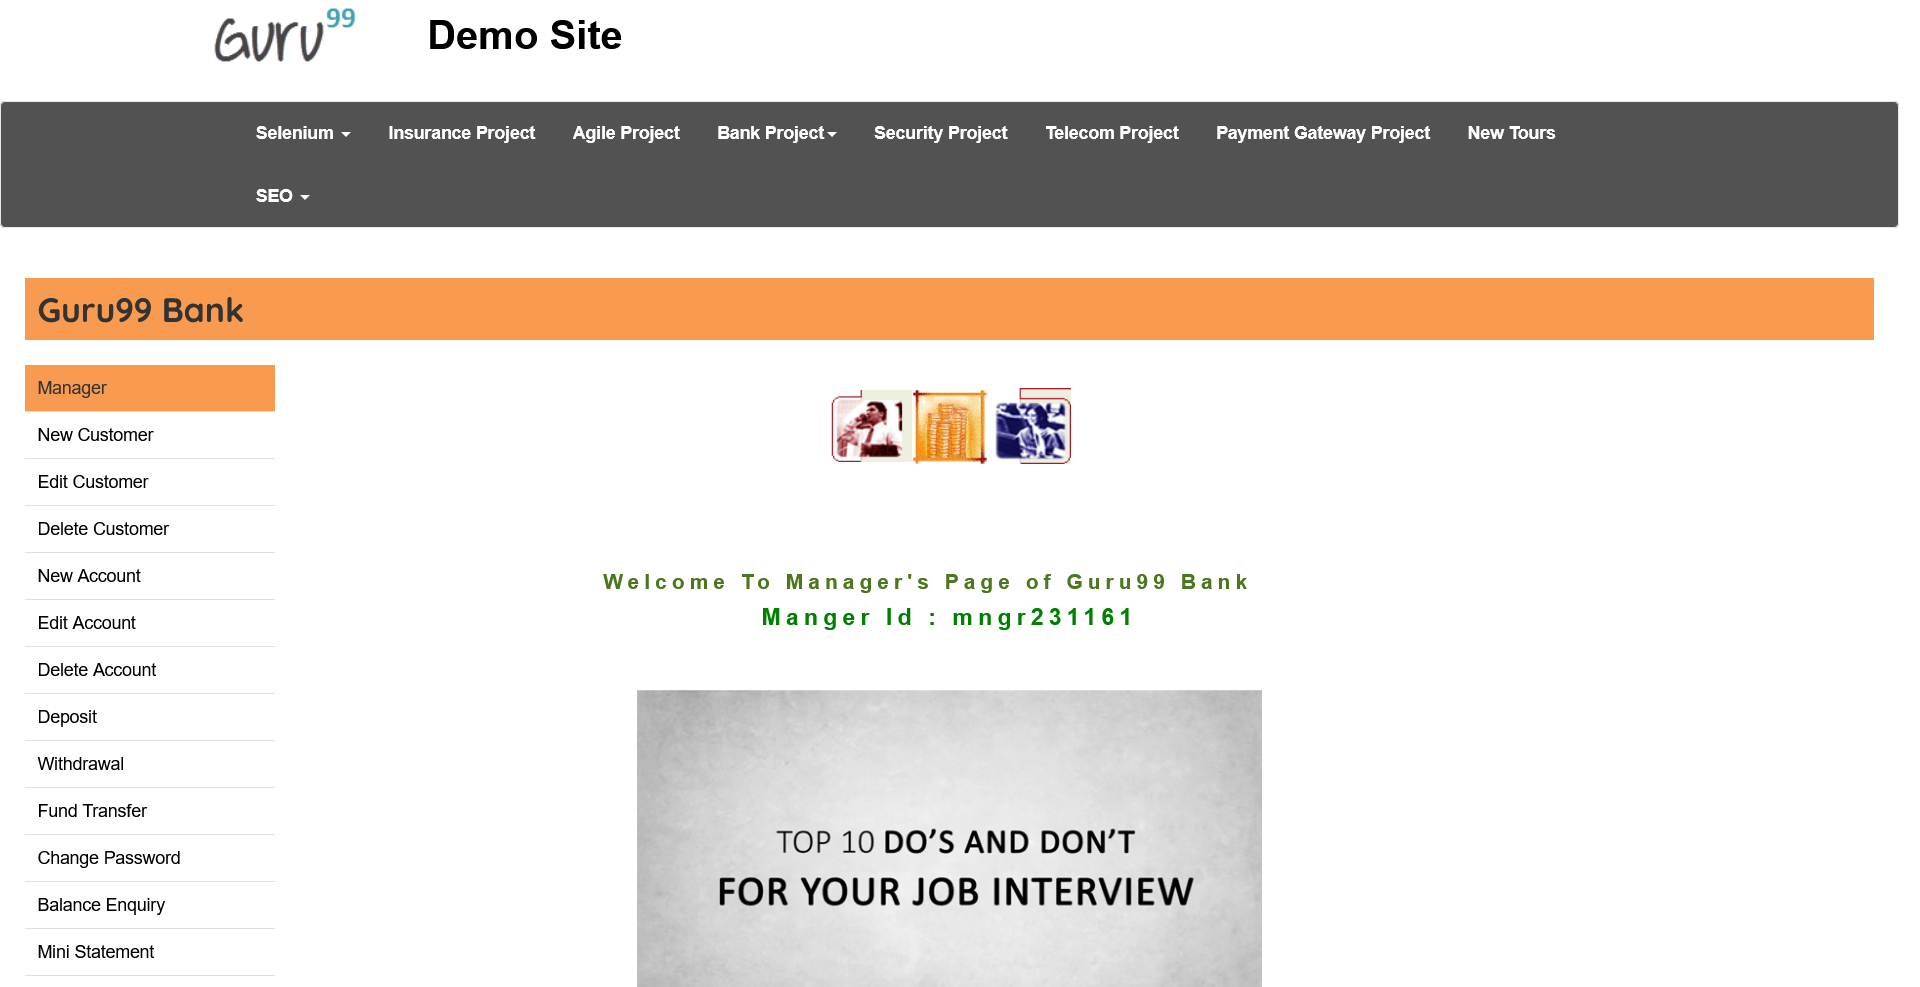 Guru99 Demo Site
Selenium Insurance Project Agile Project Bank Project Security Project Telecom Project Payment Gateway Project New Tours
SEO
Guru99 Bank
Manager
New Customer
Edit Customer
Delete Customer
New Account
Edit Account
Delete Account
Deposit
Withdrawal
Fund Transfer
Change Password
Balance Enquiry
Mini Statement
Welcome To Manager's Page of Guru99 Bank
Manger Id : mngr231161
TOP 10 DO'S AND DON'T
FOR YOUR JOB INTERVIEW